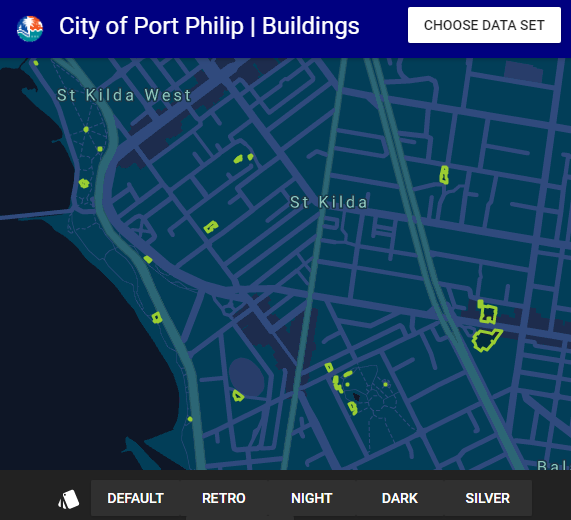 City of Port Philip | Buildings
CHOOSE DATA SET
St Kilda West
St Kilda
Bal
DEFAULT
RETRO
NIGHT
DARK
SILVER